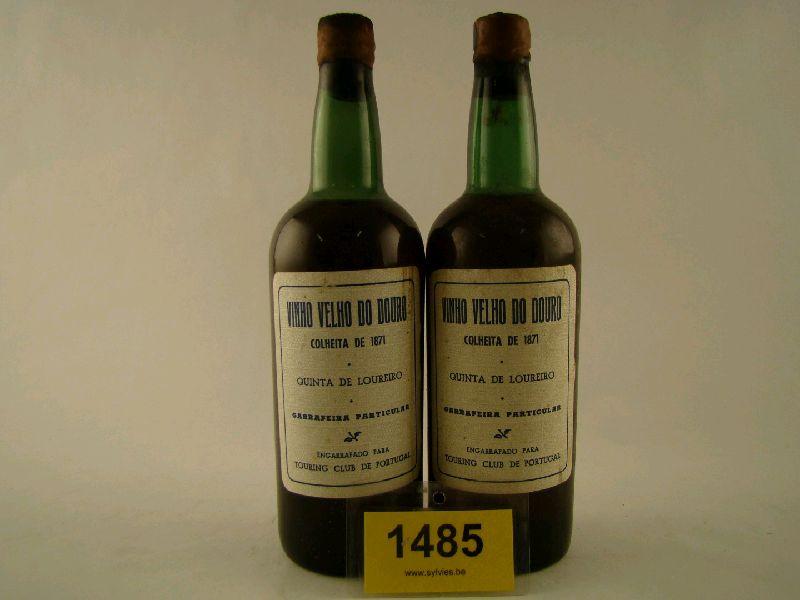 VINHO VELHO DO DOURO
COLHEITA DE 1871
QUINTA DE LOUREIRO
GARRAFEIRA PARTICULAR
ENGARRAFADO PARA
TOURING CLUB DE PORTUGAL
VINHO VELHO DO DOURO
COLHEITA DE 1871
QUINTA DE LOUREIRO
GARRAFEIRA PARTICULAR
ENGARRAFADO PARA
TOURING CLUB DE PORTUGAL
1485
www.sylvies.be